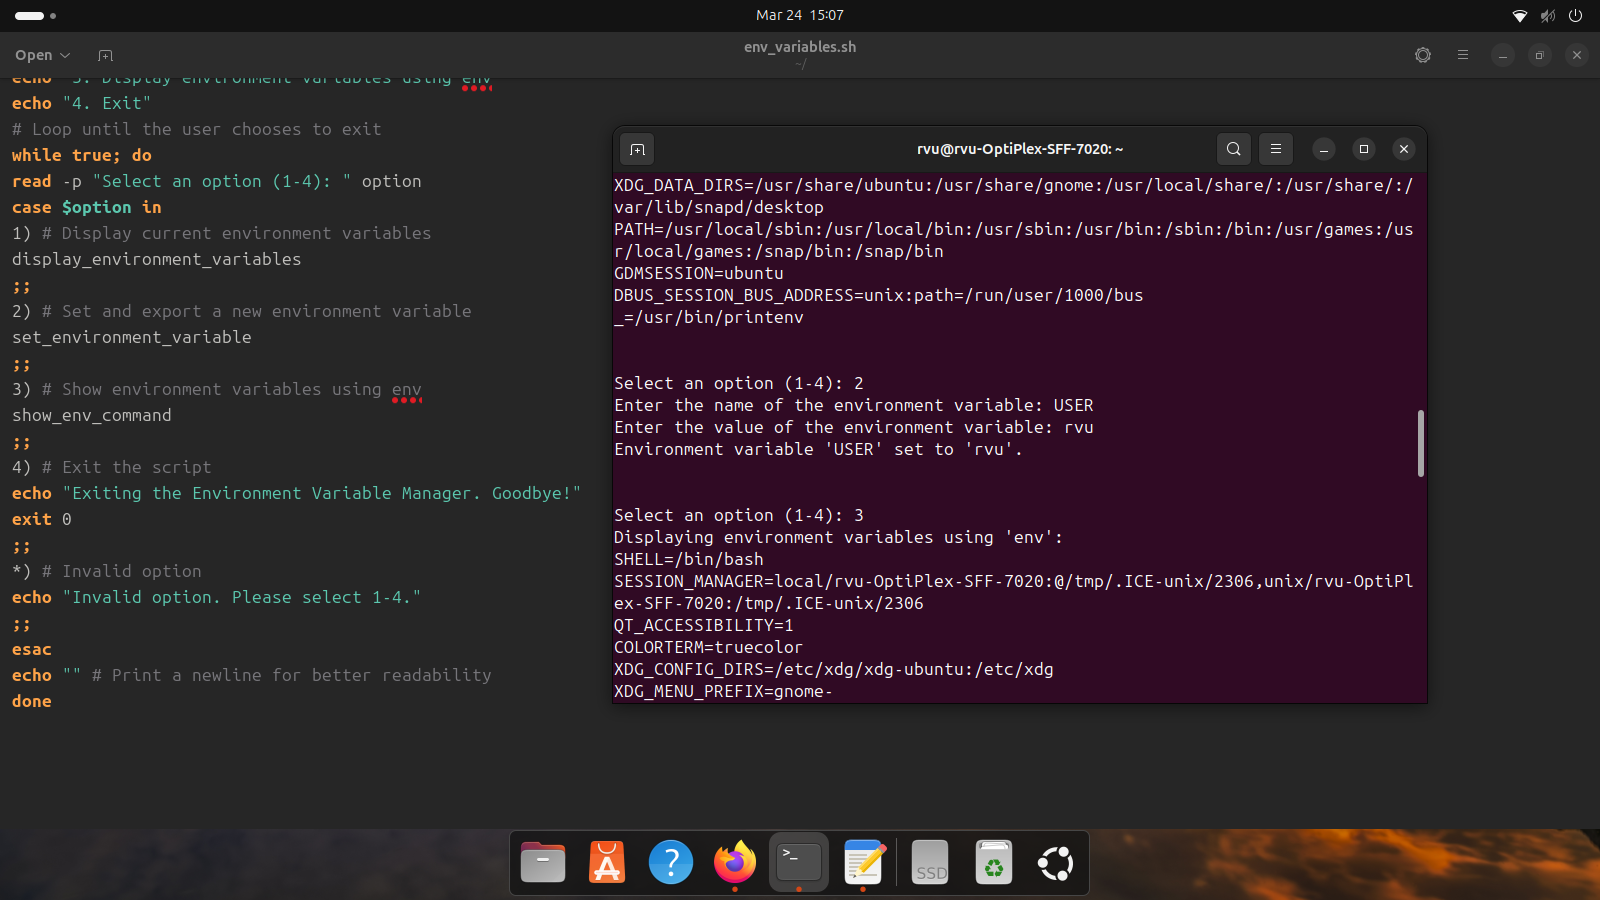 Mar 24 15:07
Open
env_variables.sh
~/
echo "3. Display environment variables using env
echo "4. Exit"
# Loop until the user chooses to exit
while true; do
read -p "Select an option (1-4): " option
case $option in
1) # Display current environment variables
display_environment_variables
;;
2) # Set and export a new environment variable
set_environment_variable
;;
3) # Show environment variables using env
show_env_command
;;
4) # Exit the script
echo "Exiting the Environment Variable Manager. Goodbye!"
exit 0
;;
*) # Invalid option
echo "Invalid option. Please select 1-4."
;;
esac
echo "" # Print a newline for better readability
done
rvu@rvu-OptiPlex-SFF-7020: ~
XDG_DATA_DIRS=/usr/share/ubuntu:/usr/share/gnome:/usr/local/share/:/usr/share/:/
var/lib/snapd/desktop
PATH=/usr/local/sbin:/usr/local/bin:/usr/sbin:/usr/bin:/sbin:/bin:/usr/games:/us
r/local/games:/snap/bin:/snap/bin
GDMSESSION=ubuntu
DBUS_SESSION_BUS_ADDRESS=unix:path=/run/user/1000/bus
_=/usr/bin/printenv
Select an option (1-4): 2
Enter the name of the environment variable: USER
Enter the value of the environment variable: rvu
Environment variable 'USER' set to 'rvu'.
Select an option (1-4): 3
Displaying environment variables using 'env':
SHELL=/bin/bash
SESSION_MANAGER=local/rvu-OptiPlex-SFF-7020:@/tmp/.ICE-unix/2306,unix/rvu-OptiPl
ex-SFF-7020:/tmp/.ICE-unix/2306
QT_ACCESSIBILITY=1
COLORTERM=truecolor
XDG_CONFIG_DIRS=/etc/xdg/xdg-ubuntu:/etc/xdg
XDG_MENU_PREFIX=gnome-
>_
SSD